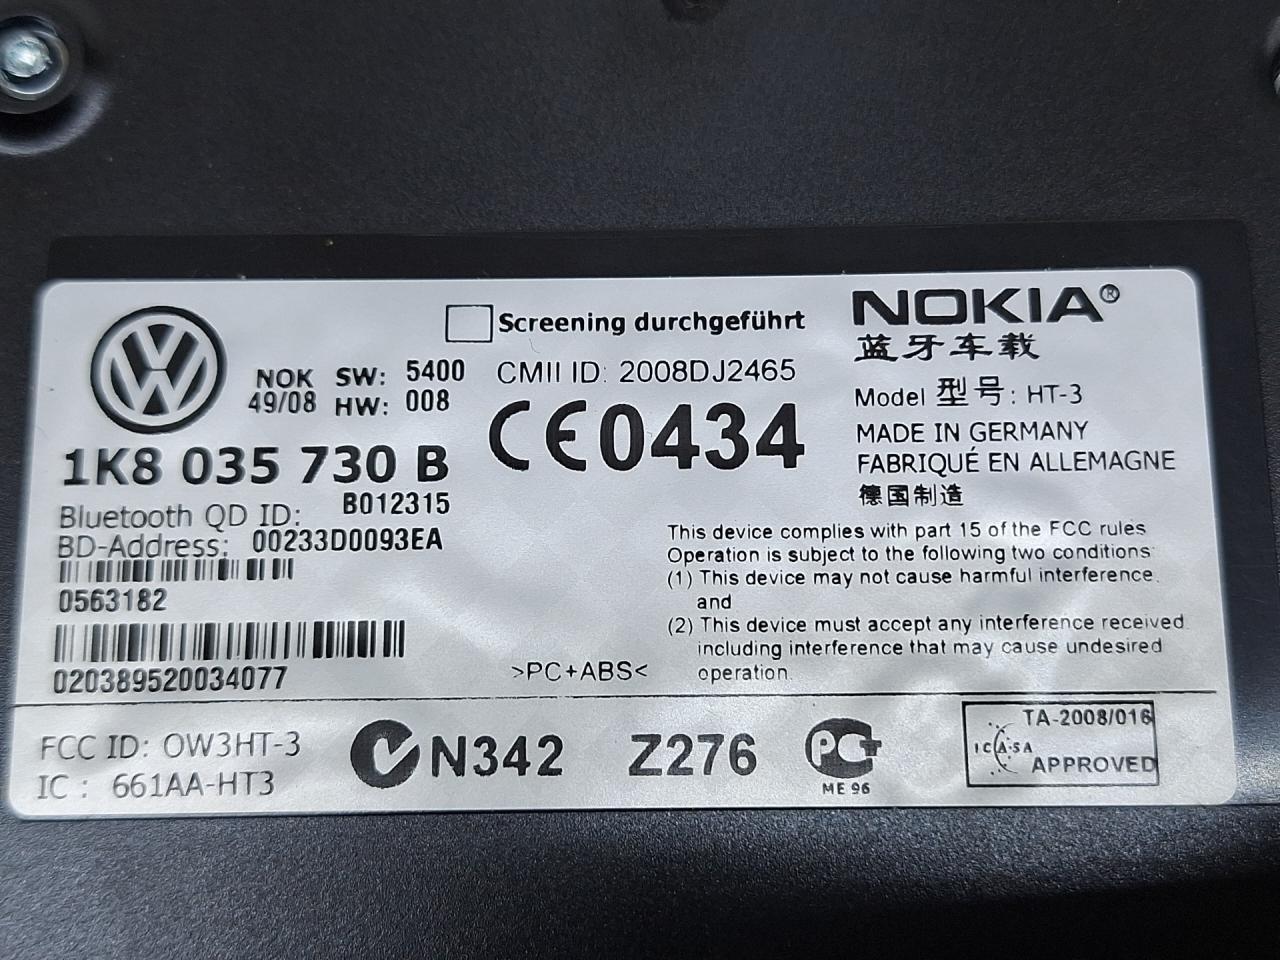 Screening durchgeführt
NOKIA®
蓝牙车载
NOK SW: 5400
49/08 HW: 008
CMII ID: 2008DJ2465
Model 型号: HT-3
1K8 035 730 B
CE0434
MADE IN GERMANY
FABRIQUÉ EN ALLEMAGNE
德国制造
Bluetooth QD ID: B012315
BD-Address: 00233D0093EA
0563182
020389520034077
>PC+ABS<
This device complies with part 15 of the FCC rules
Operation is subject to the following two conditions:
(1) This device may not cause harmful interference.
and
(2) This device must accept any interference received
including interference that may cause undesired
operation.
FCC ID: OW3HT-3
IC : 661AA-HT3
N342
Z276
PCT
ME 96
TA-2008/016
ICASA
APPROVED